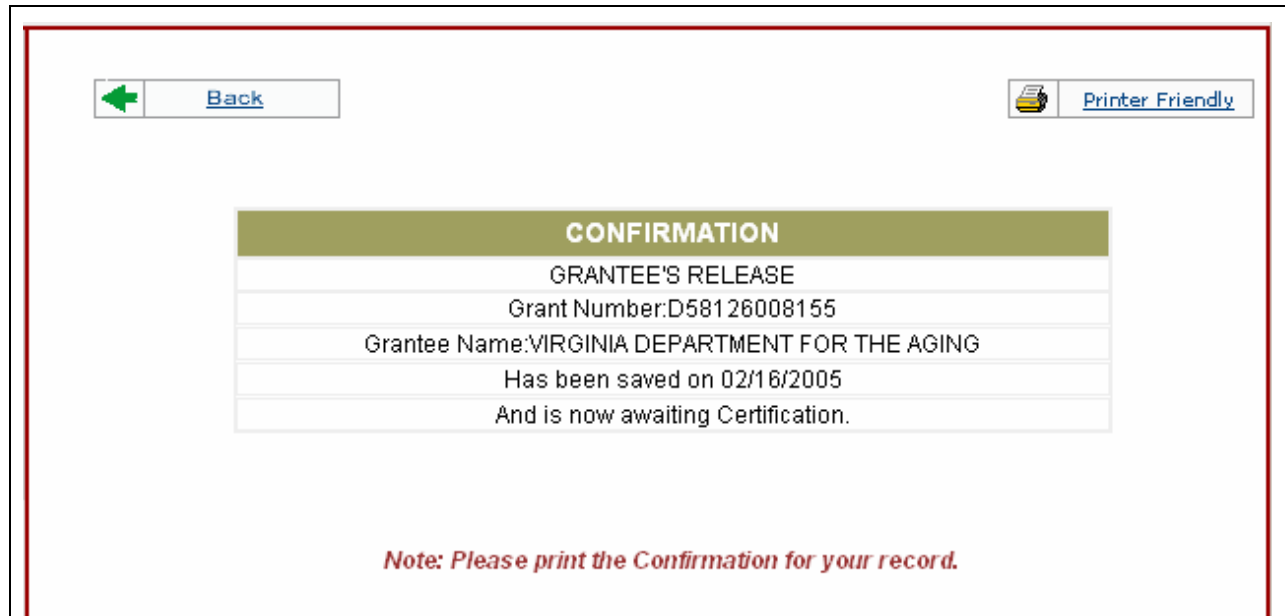 Back
Printer Friendly
CONFIRMATION
GRANTEE'S RELEASE
Grant Number:D58126008155
Grantee Name:VIRGINIA DEPARTMENT FOR THE AGING
Has been saved on 02/16/2005
And is now awaiting Certification.
Note: Please print the Confirmation for your record.